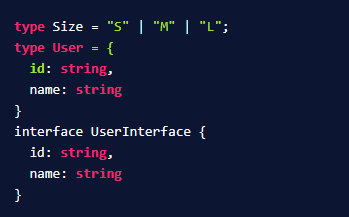 type Size = "S" | "M" | "L";
type User = {
  id: string,
  name: string
}
interface UserInterface {
  id: string,
  name: string
}